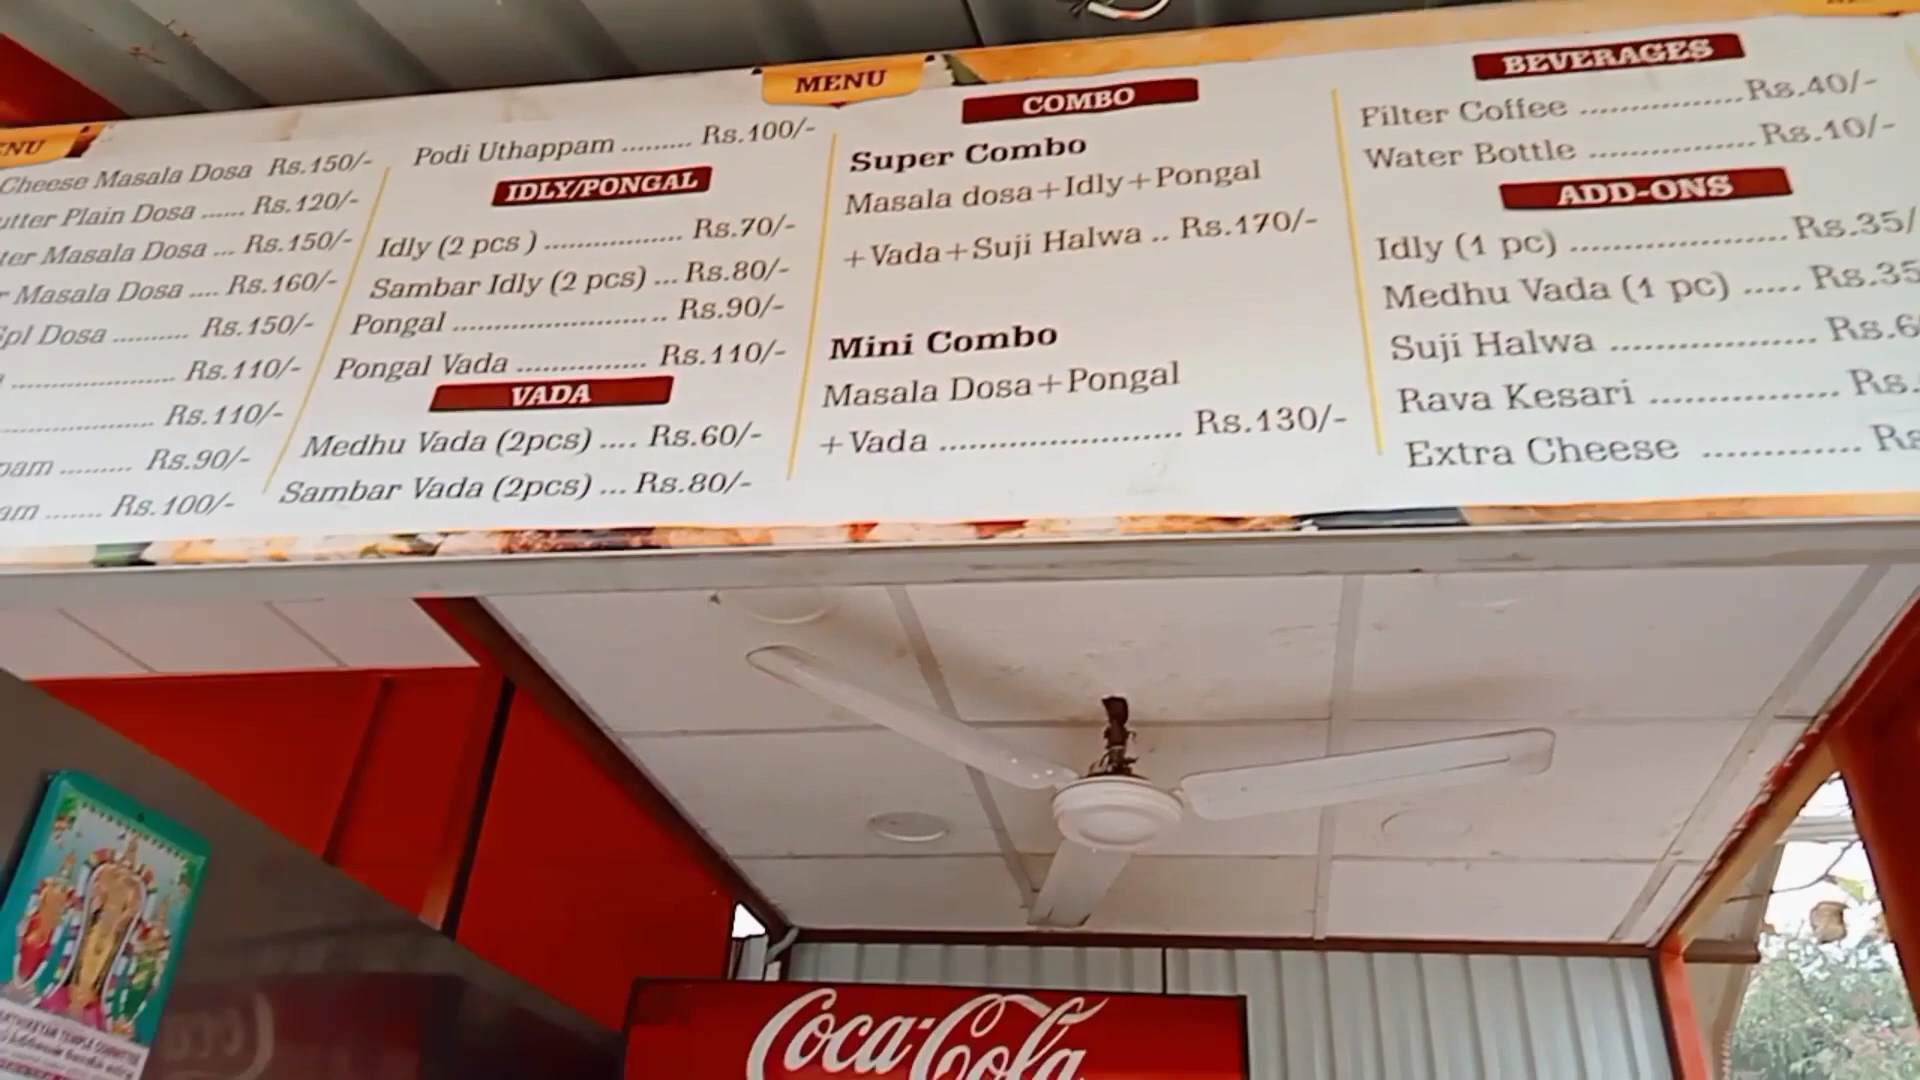 MENU
Cheese Masala Dosa Rs.150/-
Plain Dosa ...... Rs.120/-
Masala Dosa ... Rs.150/-
Masala Dosa .... Rs.160/-
Spl Dosa .......... Rs.150/-
...................... Rs.110/-
.................... Rs.110/-
......... Rs.90/-
....... Rs.100/-
Podi Uthappam ......... Rs.100/-
IDLY/PONGAL
Idly (2 pcs ) .................. Rs.70/-
Sambar Idly (2 pcs) ... Rs.80/-
Pongal ............................ Rs.90/-
Pongal Vada ................. Rs.110/-
VADA
Medhu Vada (2pcs) .... Rs.60/-
Sambar Vada (2pcs) ... Rs.80/-
COMBO
Super Combo
Masala dosa+Idly+Pongal
+Vada+Suji Halwa .. Rs.170/-
Mini Combo
Masala Dosa+Pongal
+Vada .......................... Rs.130/-
BEVERAGES
Filter Coffee ................. Rs.40/-
Water Bottle ................. Rs.10/-
ADD-ONS
Idly (1 pc) ...................... Rs.35/
Medhu Vada (1 pc) ..... Rs.35
Suji Halwa ....................
Rava Kesari ...................
Extra Cheese ................
Coca-Cola